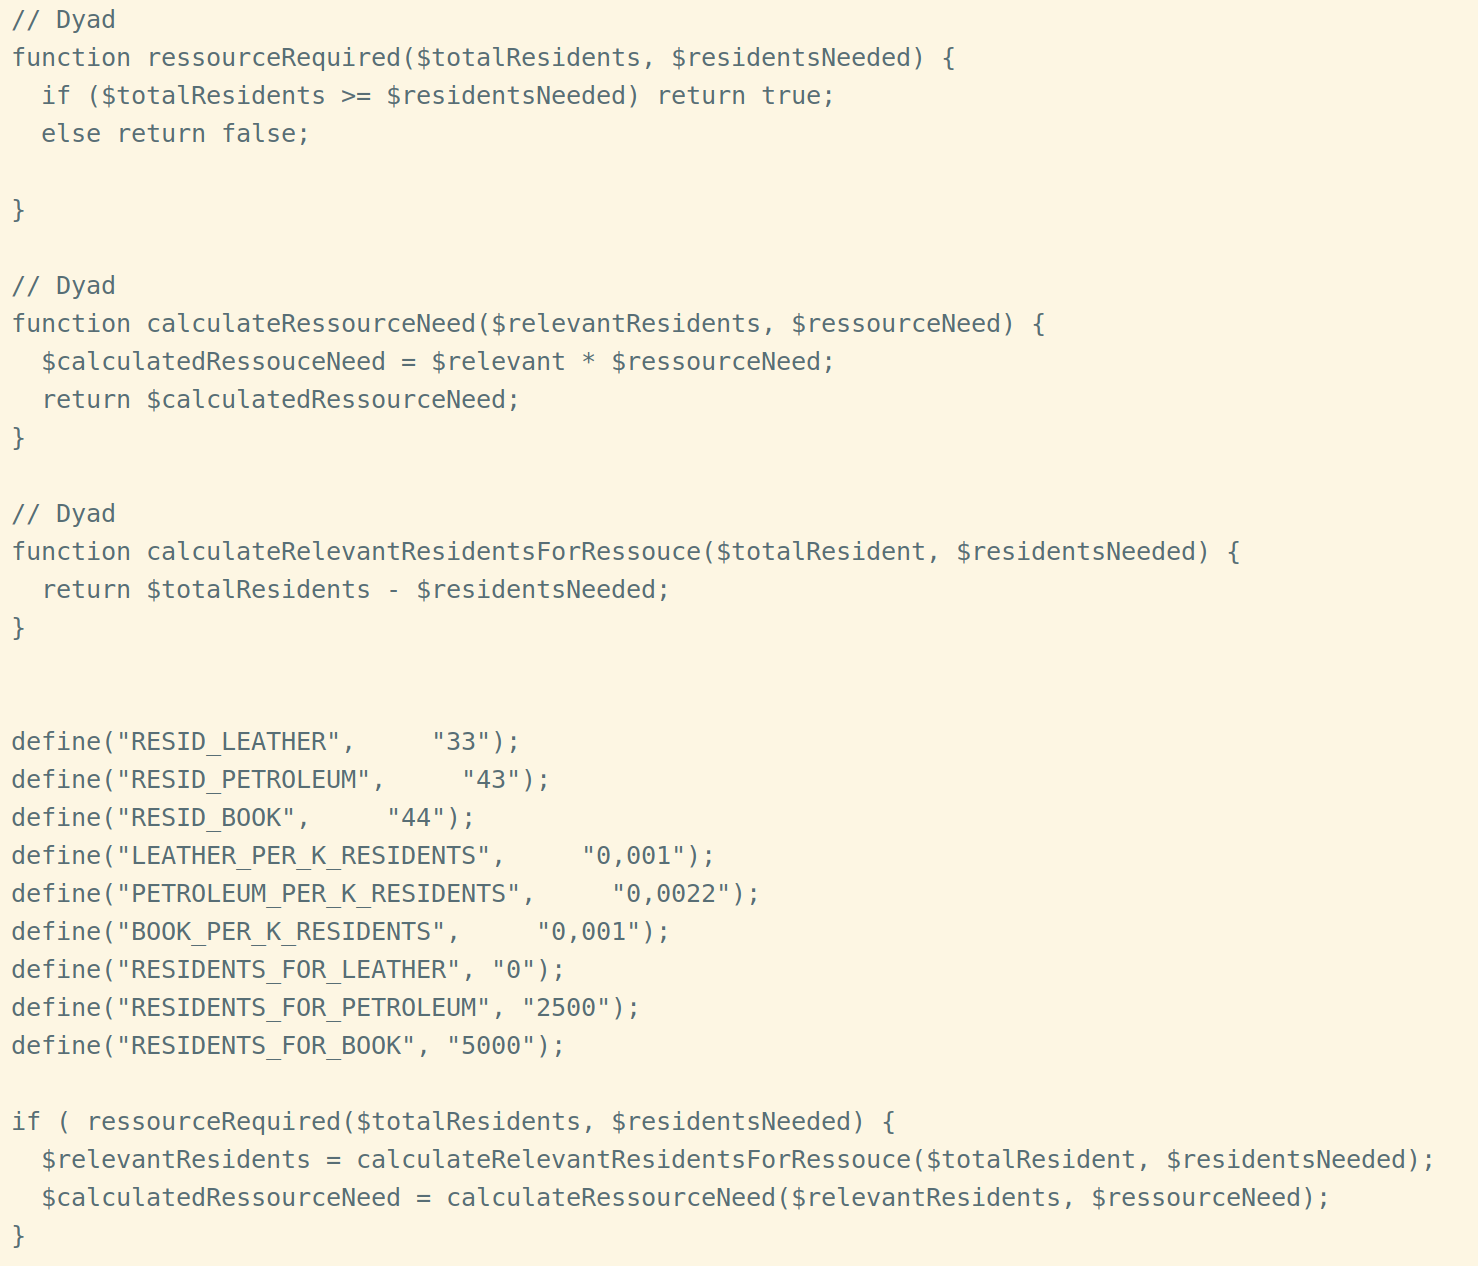 // Dyad
function ressourceRequired($totalResidents, $residentsNeeded) {
  if ($totalResidents >= $residentsNeeded) return true;
  else return false;

}

// Dyad
function calculateRessourceNeed($relevantResidents, $ressourceNeed) {
  $calculatedRessouceNeed = $relevant * $ressourceNeed;
  return $calculatedRessourceNeed;
}

// Dyad
function calculateRelevantResidentsForRessouce($totalResident, $residentsNeeded) {
  return $totalResidents - $residentsNeeded;
}


define("RESID_LEATHER",     "33");
define("RESID_PETROLEUM",     "43");
define("RESID_BOOK",     "44");
define("LEATHER_PER_K_RESIDENTS",     "0,001");
define("PETROLEUM_PER_K_RESIDENTS",     "0,0022");
define("BOOK_PER_K_RESIDENTS",     "0,001");
define("RESIDENTS_FOR_LEATHER", "0");
define("RESIDENTS_FOR_PETROLEUM", "2500");
define("RESIDENTS_FOR_BOOK", "5000");

if ( ressourceRequired($totalResidents, $residentsNeeded) {
  $relevantResidents = calculateRelevantResidentsForRessouce($totalResident, $residentsNeeded);
  $calculatedRessourceNeed = calculateRessourceNeed($relevantResidents, $ressourceNeed);
}